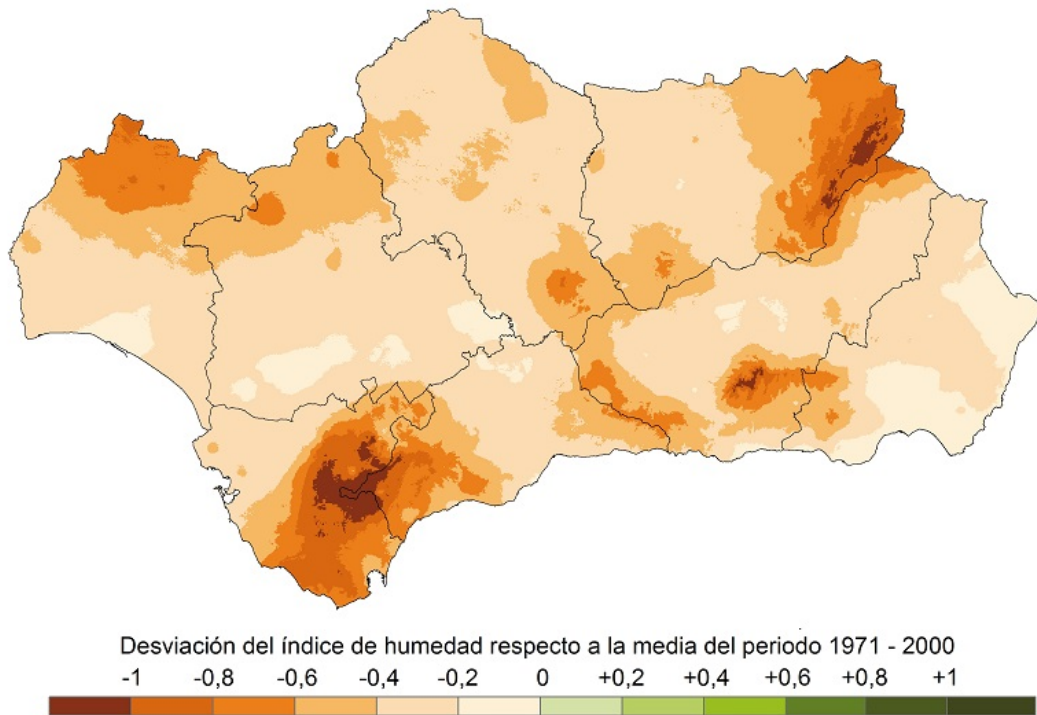 Desviación del índice de humedad respecto a la media del periodo 1971 - 2000
-1 -0,8 -0,6 -0,4 -0,2 0 +0,2 +0,4 +0,6 +0,8 +1